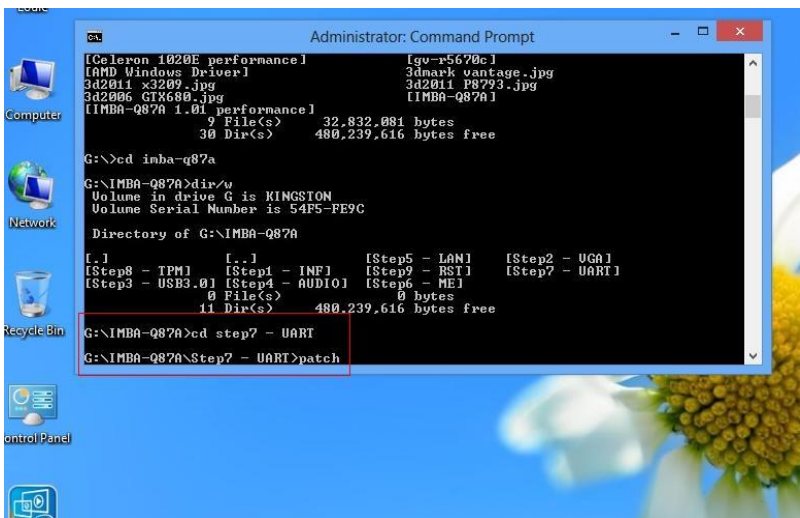 Administrator: Command Prompt
[Celeron 1020E performance] [gv-r5670c]
[AMD Windows Driver] 3dmark vantage.jpg
3d2011 x3209.jpg 3d2011 P8793.jpg
3d2006 GTX680.jpg [IMBA-Q87A]
[IMBA-Q87A 1.01 performance]
9 File(s) 32,832,081 bytes
30 Dir(s) 480,239,616 bytes free
G:\>cd imba-q87a
G:\IMBA-Q87A>dir/w
Volume in drive G is KINGSTON
Volume Serial Number is 54F5-FE9C
Directory of G:\IMBA-Q87A
[.] [..] [Step5 - LAN] [Step2 - VGA]
[Step8 - TPM] [Step1 - INF] [Step9 - RST] [Step7 - UART]
[Step3 - USB3.0] [Step4 - AUDIO] [Step6 - ME]
0 File(s) 0 bytes
11 Dir(s) 480,239,616 bytes free
G:\IMBA-Q87A>cd step7 - UART
G:\IMBA-Q87A\Step7 - UART>patch
Computer
Network
Recycle Bin
ontrol Panel